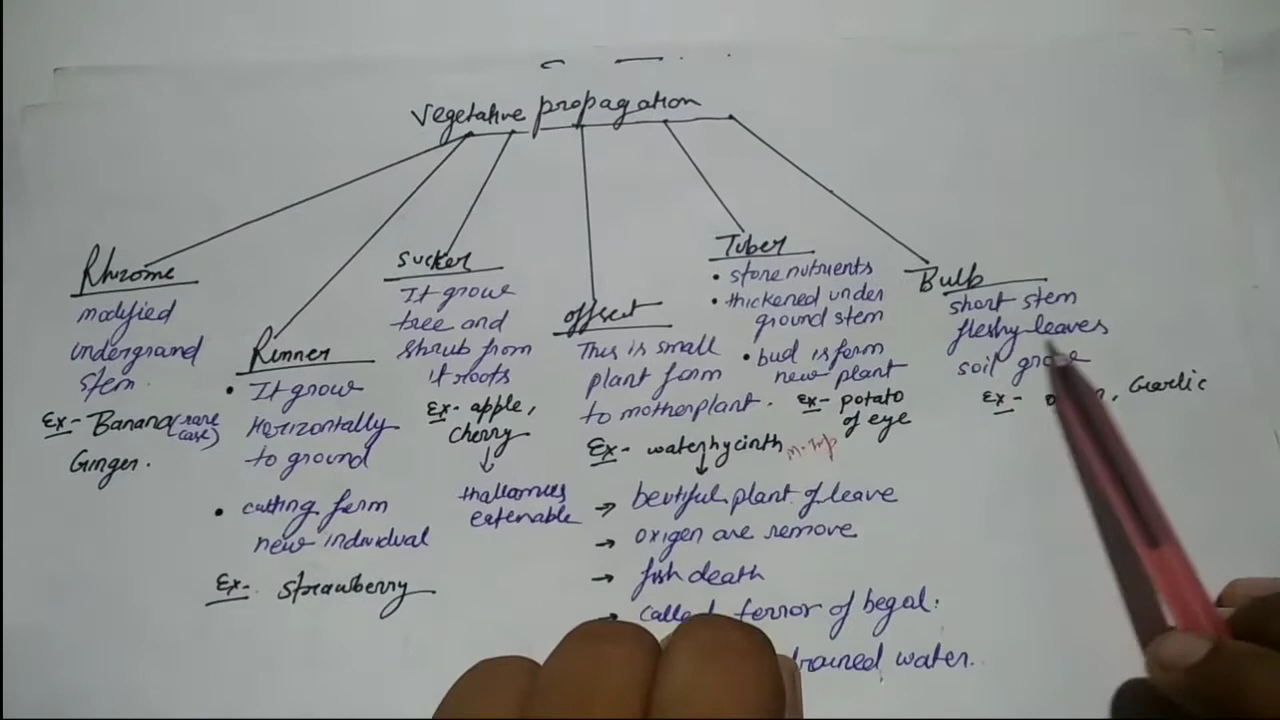 Vegetative propagation
Rhizome
modified
underground
stem.
Ex- Banana (rare case)
Ginger.
Runner
• It grow
Horizontally
to ground
• cutting form
new individual
Ex- strawberry
Sucker
It grow
tree and
shrub from
it roots
Ex- apple,
cherry
thallamus
eatenable
offset
This is small
plant form
to motherplant.
Ex- waterhycinth m. Imp
→ beutiful plant of leave
→ oxigen are remove
→ fish death
→ called terror of begal.
drained water.
Tuber
• store nutrients
• thickened under
ground stem
• bud is form
new plant
Ex- potato
of eye
Bulb
short stem
fleshy leaves
soil grow
Ex- , Garlic